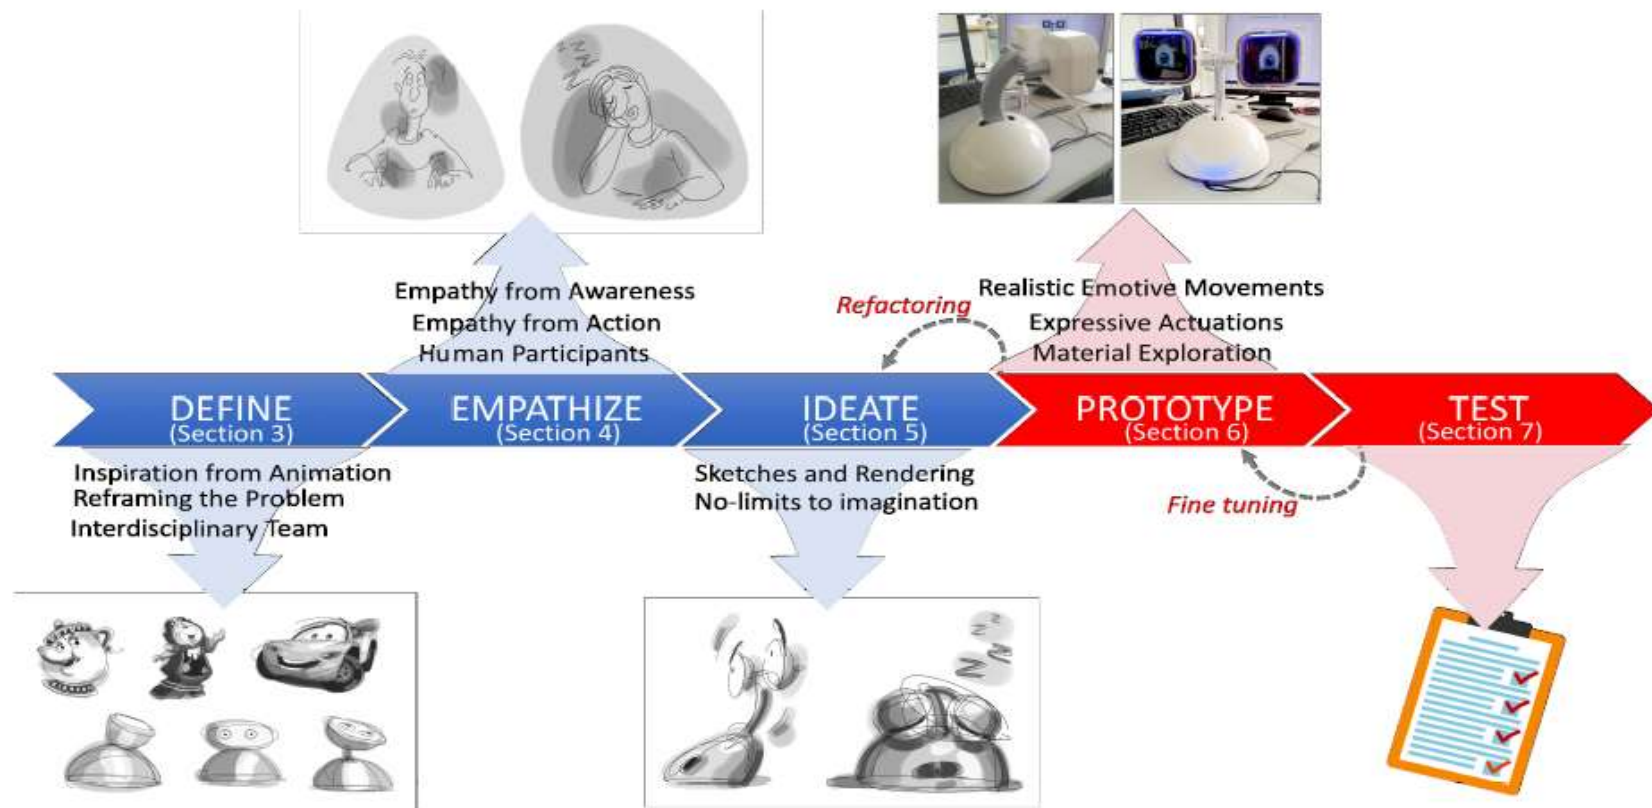 Empathy from Awareness
Empathy from Action
Human Participants
Refactoring
Realistic Emotive Movements
Expressive Actuations
Material Exploration
DEFINE
(Section 3)
EMPATHIZE
(Section 4)
IDEATE
(Section 5)
PROTOTYPE
(Section 6)
TEST
(Section 7)
Inspiration from Animation
Reframing the Problem
Interdisciplinary Team
Sketches and Rendering
No-limits to imagination
Fine tuning